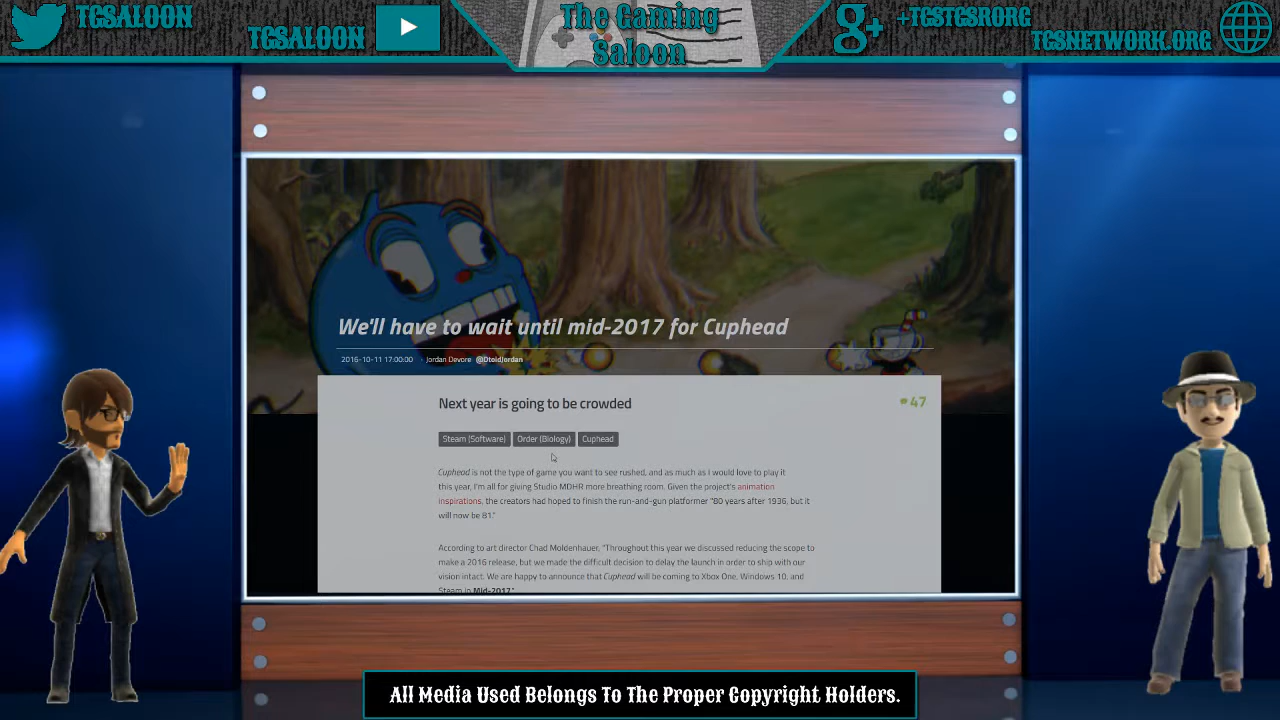 TGSALOON
TGSALOON
The Gaming
Saloon
+TGSTGSRORG
TGSNETWORK.ORG
We'll have to wait until mid-2017 for Cuphead
2016-10-11 17:00:00 Jordan Devore @DtoidJordan
Next year is going to be crowded
47
Steam (Software) Order (Biology) Cuphead
Cuphead is not the type of game you want to see rushed, and as much as I would love to play it
this year, I'm all for giving Studio MDHR more breathing room. Given the project's animation
inspirations, the creators had hoped to finish the run-and-gun platformer "80 years after 1936, but it
will now be 81."
According to art director Chad Moldenhauer, "Throughout this year we discussed reducing the scope to
make a 2016 release, but we made the difficult decision to delay the launch in order to ship with our
vision intact. We are happy to announce that Cuphead will be coming to Xbox One, Windows 10, and
Steam in Mid-2017."
All Media Used Belongs To The Proper Copyright Holders.